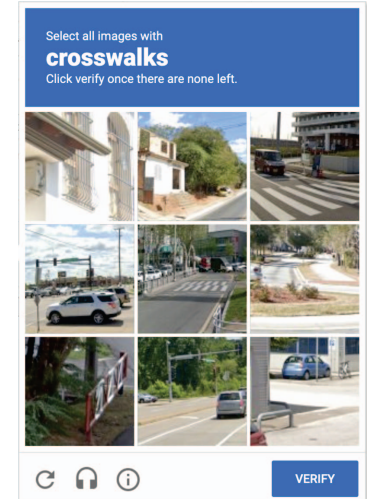 Select all images with
crosswalks
Click verify once there are none left.
VERIFY